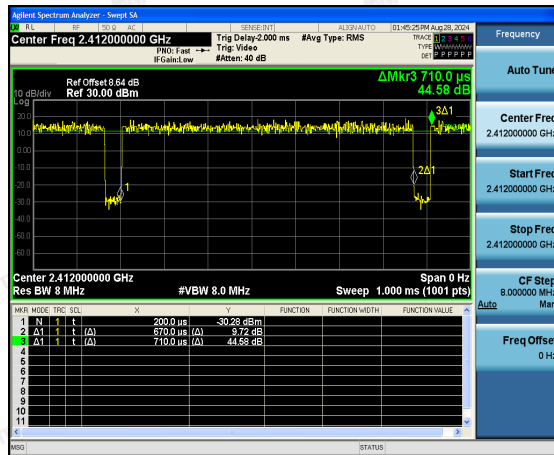 Agilent Spectrum Analyzer - Swept SA
RL RF 50 Ω AC SENSE:INT ALIGN AUTO 01:45:25 PM Aug 28, 2024
Center Freq 2.412000000 GHz
PNO: Fast
IFGain:Low
Trig Delay-2.000 ms
Trig: Video
#Atten: 40 dB
#Avg Type: RMS
TRACE 1 2 3 4 5 6
TYPE
DET P P P P P P
Ref Offset 8.64 dB
10 dB/div Ref 30.00 dBm
Log
ΔMkr3 710.0 µs
44.58 dB
20.0
10.0
0.00
-10.0
-20.0
-30.0
-40.0
-50.0
-60.0
3Δ1
2Δ1
1
Center 2.412000000 GHz Span 0 Hz
Res BW 8 MHz #VBW 8.0 MHz Sweep 1.000 ms (1001 pts)
MKR MODE TRC SCL X Y FUNCTION FUNCTION WIDTH FUNCTION VALUE
1 N 1 t 200.0 µs -30.28 dBm
2 Δ1 1 t (Δ) 670.0 µs (Δ) 9.72 dB
3 Δ1 1 t (Δ) 710.0 µs (Δ) 44.58 dB
4
5
6
7
8
9
10
11
MSG STATUS
Frequency
Auto Tune
Center Freq
2.412000000 GHz
Start Freq
2.412000000 GHz
Stop Freq
2.412000000 GHz
CF Step
8.000000 MHz
Auto Man
Freq Offset
0 Hz